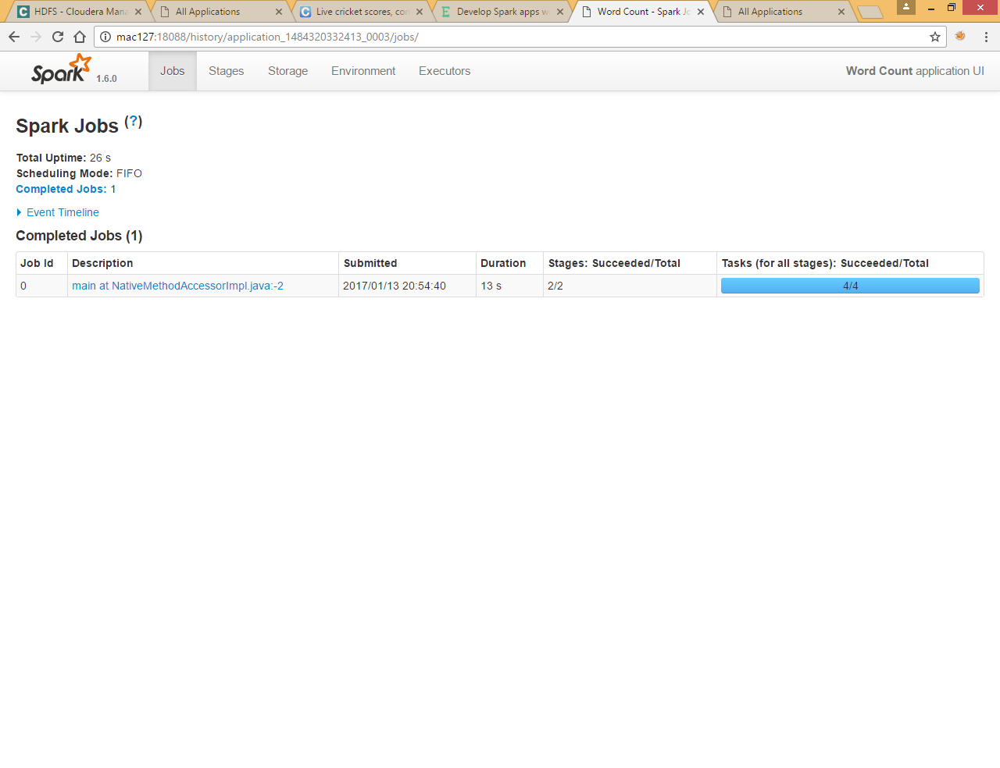 HDFS - Cloudera Mana
All Applications
Live cricket scores, com
Develop Spark apps w
Word Count - Spark Jo
All Applications
mac127:18088/history/application_1484320332413_0003/jobs/
Spark 1.6.0
Jobs
Stages
Storage
Environment
Executors
Word Count application UI
Spark Jobs (?)
Total Uptime: 26 s
Scheduling Mode: FIFO
Completed Jobs: 1
Event Timeline
Completed Jobs (1)
Job Id Description Submitted Duration Stages: Succeeded/Total Tasks (for all stages): Succeeded/Total
0 main at NativeMethodAccessorImpl.java:-2 2017/01/13 20:54:40 13 s 2/2 4/4